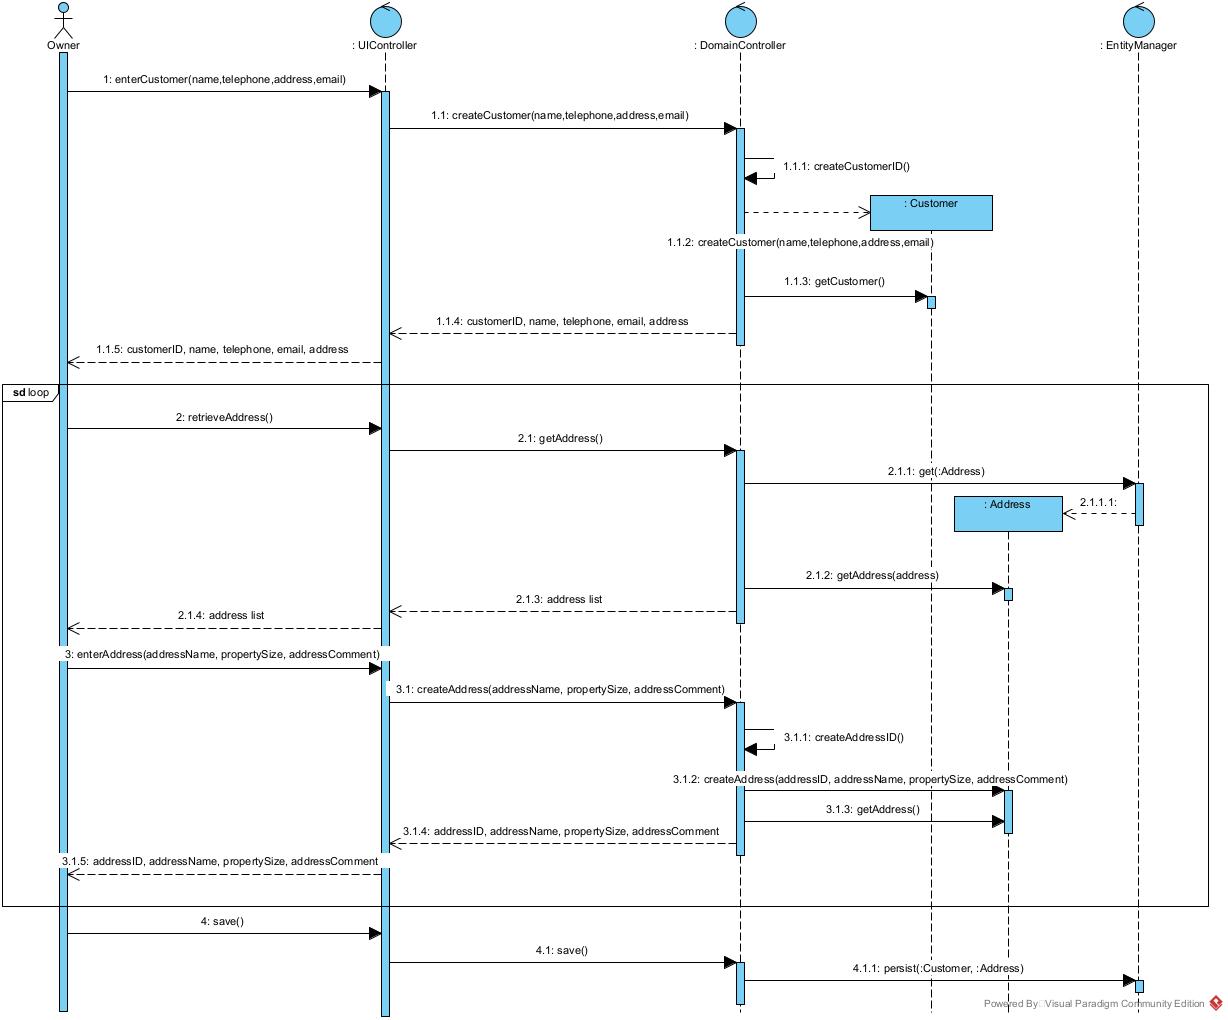 Owner
: UIController
: DomainController
: EntityManager
1: enterCustomer(name,telephone,address,email)
1.1: createCustomer(name,telephone,address,email)
1.1.1: createCustomerID()
: Customer
1.1.2: createCustomer(name,telephone,address,email)
1.1.3: getCustomer()
1.1.4: customerID, name, telephone, email, address
1.1.5: customerID, name, telephone, email, address
sd loop
2: retrieveAddress()
2.1: getAddress()
2.1.1: get(:Address)
: Address
2.1.1.1:
2.1.2: getAddress(address)
2.1.3: address list
2.1.4: address list
3: enterAddress(addressName, propertySize, addressComment)
3.1: createAddress(addressName, propertySize, addressComment)
3.1.1: createAddressID()
3.1.2: createAddress(addressID, addressName, propertySize, addressComment)
3.1.3: getAddress()
3.1.4: addressID, addressName, propertySize, addressComment
3.1.5: addressID, addressName, propertySize, addressComment
4: save()
4.1: save()
4.1.1: persist(:Customer, :Address)
Powered By Visual Paradigm Community Edition